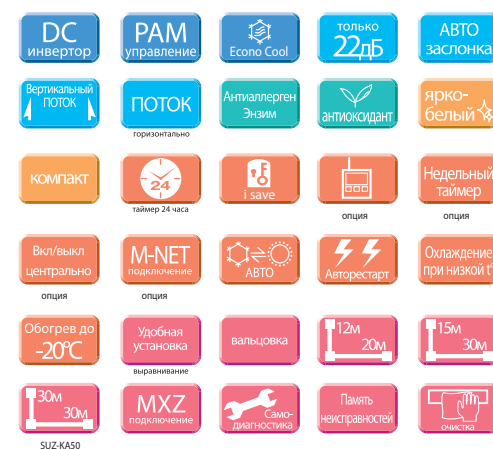 DC
инвертор
PAM
управление
Econo Cool
только
22дБ
АВТО
заслонка
Вертикальный
ПОТОК
ПОТОК
горизонтально
Антиаллерген
Энзим
антиоксидант
ярко-
белый
компакт
24
таймер 24 часа
i save
опция
Недельный
таймер
опция
Вкл/выкл
центрально
опция
M-NET
подключение
опция
АВТО
Авторестарт
Охлаждение
при низкой t°
Обогрев до
-20°C
Удобная
установка
выравнивание
вальцовка
12м
20м
15м
30м
30м
30м
SUZ-KA50
MXZ
подключение
Само-
диагностика
Память
неисправностей
очистка